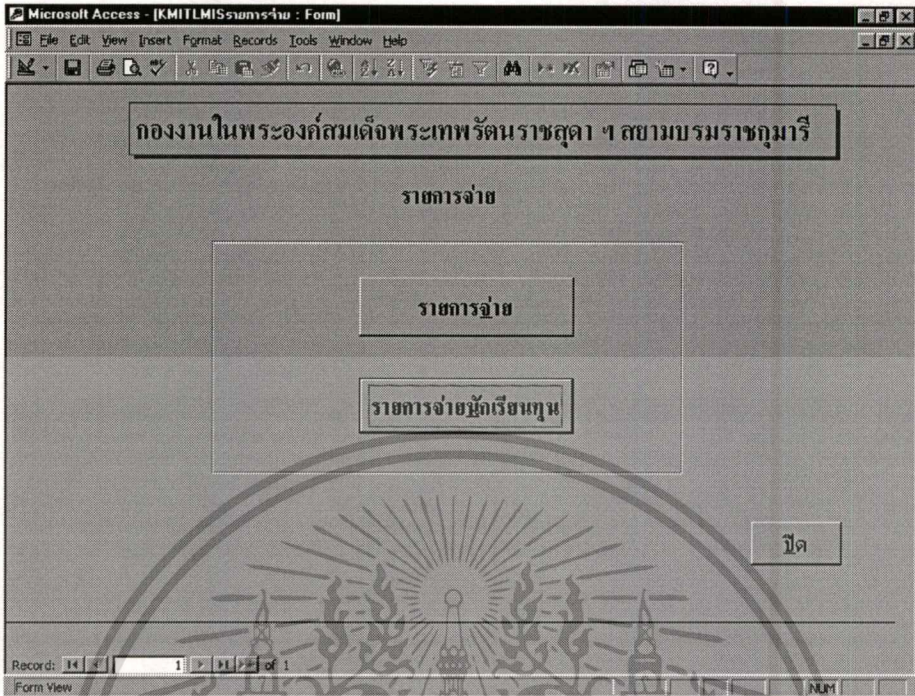 Microsoft Access - [KMITLMISรายการจ่าย : Form]
File Edit View Insert Format Records Tools Window Help
กองงานในพระองค์สมเด็จพระเทพรัตนราชสุดา ฯ สยามบรมราชกุมารี
รายการจ่าย
รายการจ่าย
รายการจ่ายนักเรียนทุน
ปิด
Record: 1 of 1
Form View NUM